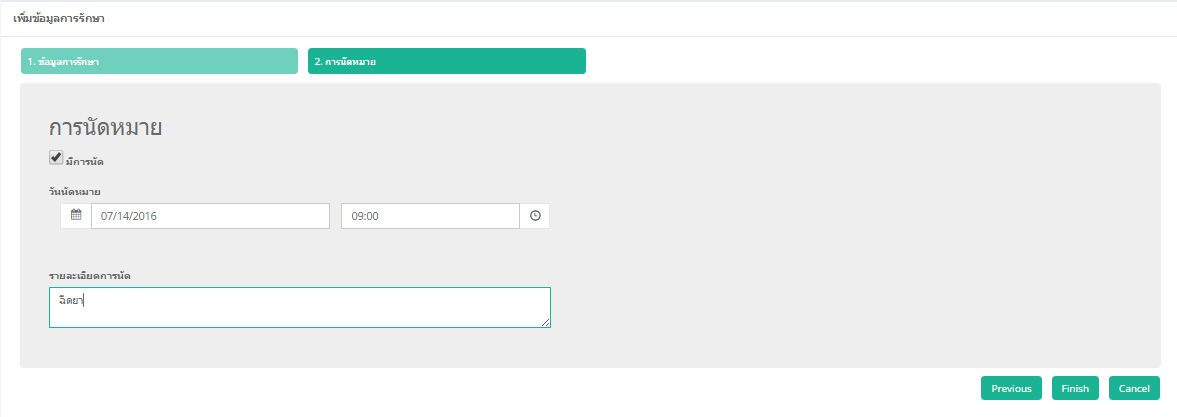 เพิ่มข้อมูลการรักษา
1. ข้อมูลการรักษา
2. การนัดหมาย
การนัดหมาย
มีการนัด
วันนัดหมาย
07/14/2016
09:00
รายละเอียดการนัด
ฉีดยา
Previous
Finish
Cancel